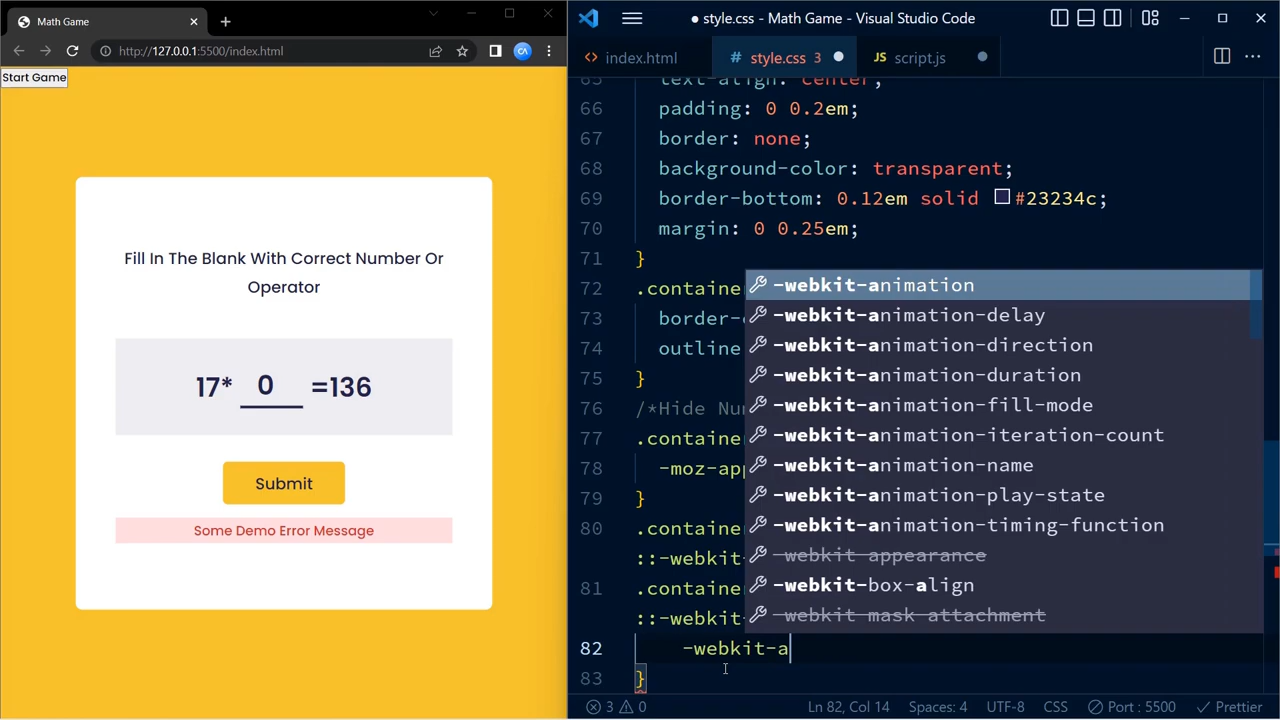 Math Game
http://127.0.0.1:5500/index.html
Start Game
Fill In The Blank With Correct Number Or
Operator
17* 0 =136
Submit
Some Demo Error Message
style.css - Math Game - Visual Studio Code
index.html
# style.css 3
JS script.js
65 text-align: center;
66 padding: 0 0.2em;
67 border: none;
68 background-color: transparent;
69 border-bottom: 0.12em solid #23234c;
70 margin: 0 0.25em;
71 }
72 .containe
73 border-
74 outline
75 }
76 /*Hide Nu
77 .containe
78 -moz-app
79 }
80 .containe
::-webkit-
81 .containe
::-webkit-
82 -webkit-a
83 }
-webkit-animation
-webkit-animation-delay
-webkit-animation-direction
-webkit-animation-duration
-webkit-animation-fill-mode
-webkit-animation-iteration-count
-webkit-animation-name
-webkit-animation-play-state
-webkit-animation-timing-function
-webkit-appearance
-webkit-box-align
-webkit-mask-attachment
3 0
Ln 82, Col 14
Spaces: 4
UTF-8
CSS
Port : 5500
Prettier